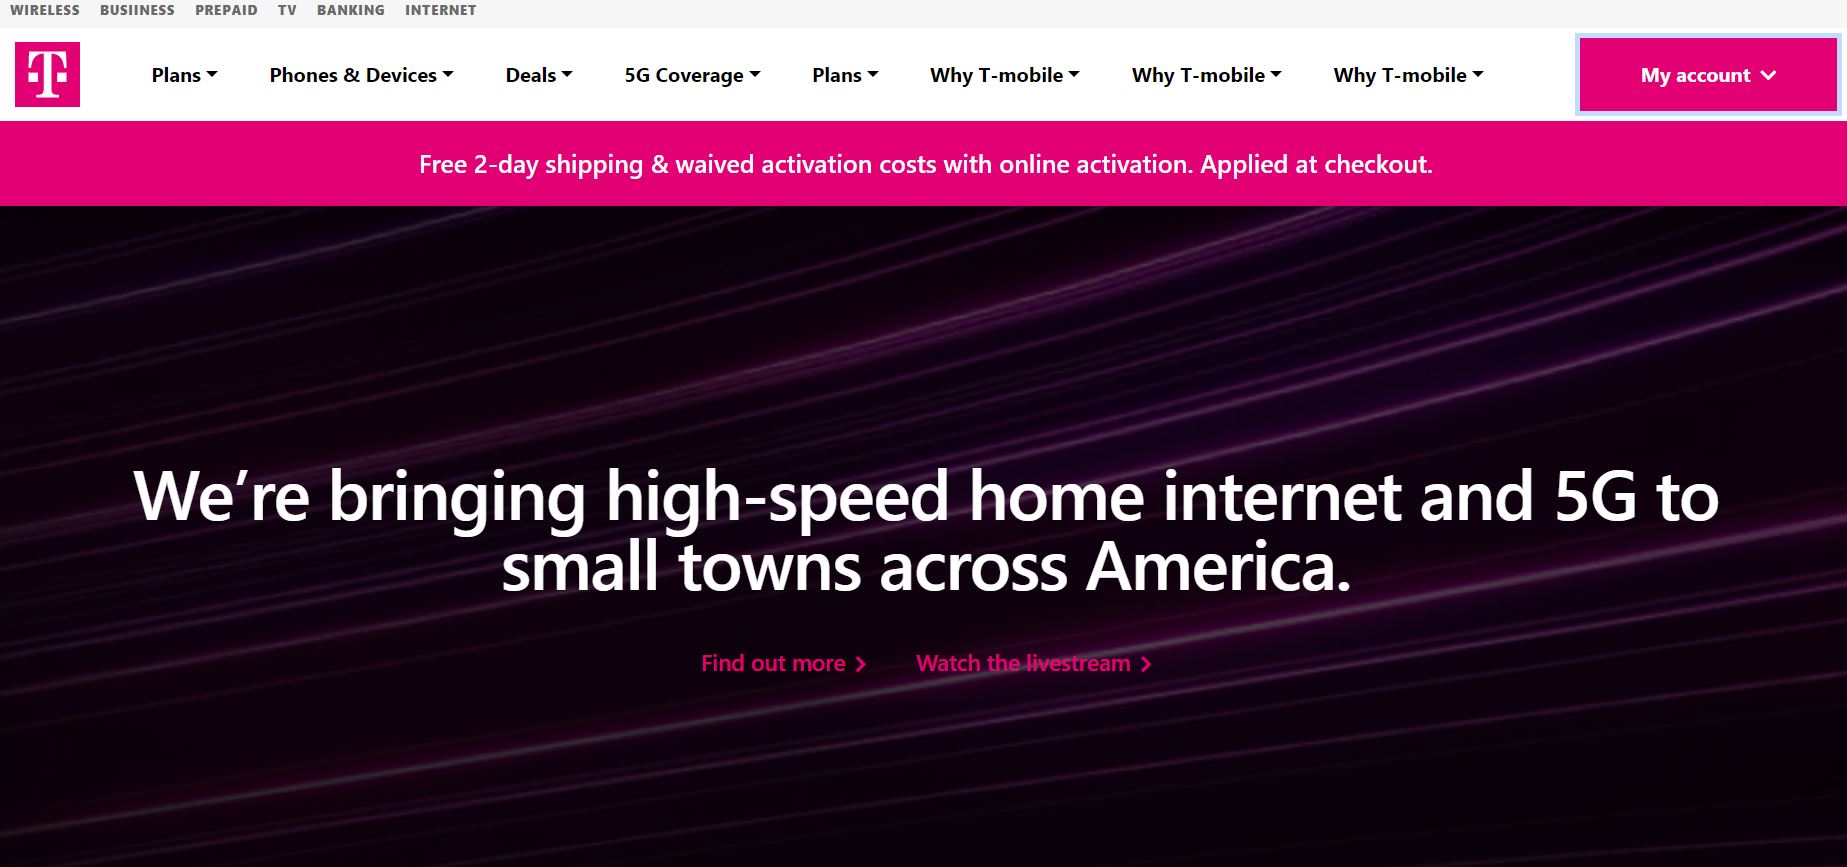 WIRELESS BUSIINESS PREPAID TV BANKING INTERNET
T Plans Phones & Devices Deals 5G Coverage Plans Why T-mobile Why T-mobile Why T-mobile My account
Free 2-day shipping & waived activation costs with online activation. Applied at checkout.
We’re bringing high-speed home internet and 5G to
small towns across America.
Find out more Watch the livestream